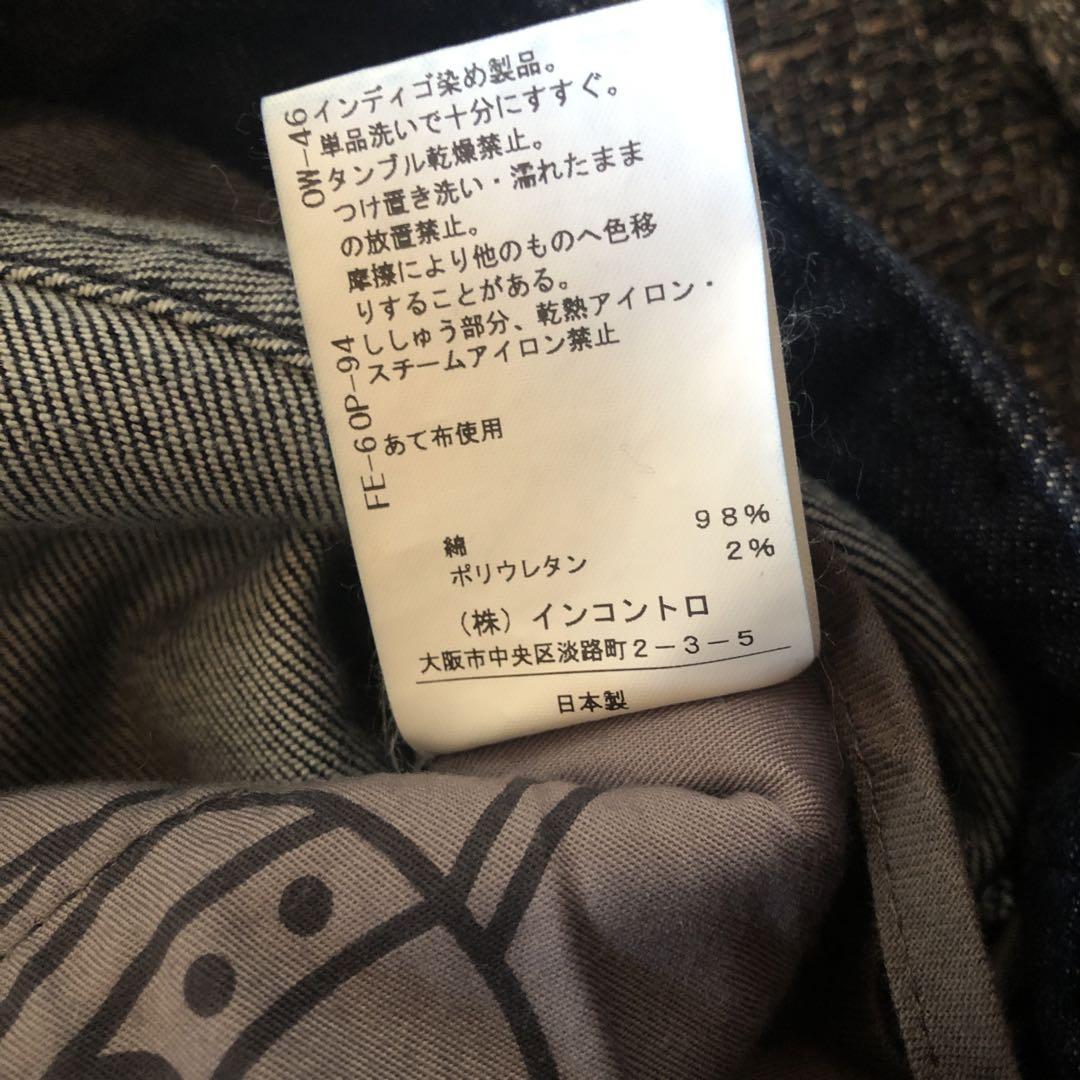 OW-46
インディゴ染め製品。
単品洗いで十分にすすぐ。
タンブル乾燥禁止。
つけ置き洗い・濡れたまま
の放置禁止。
摩擦により他のものへ色移
りすることがある。
FE-6OP-94
ししゅう部分、乾熱アイロン・
スチームアイロン禁止
あて布使用
綿 98%
ポリウレタン 2%
(株)インコントロ
大阪市中央区淡路町2-3-5
日本製